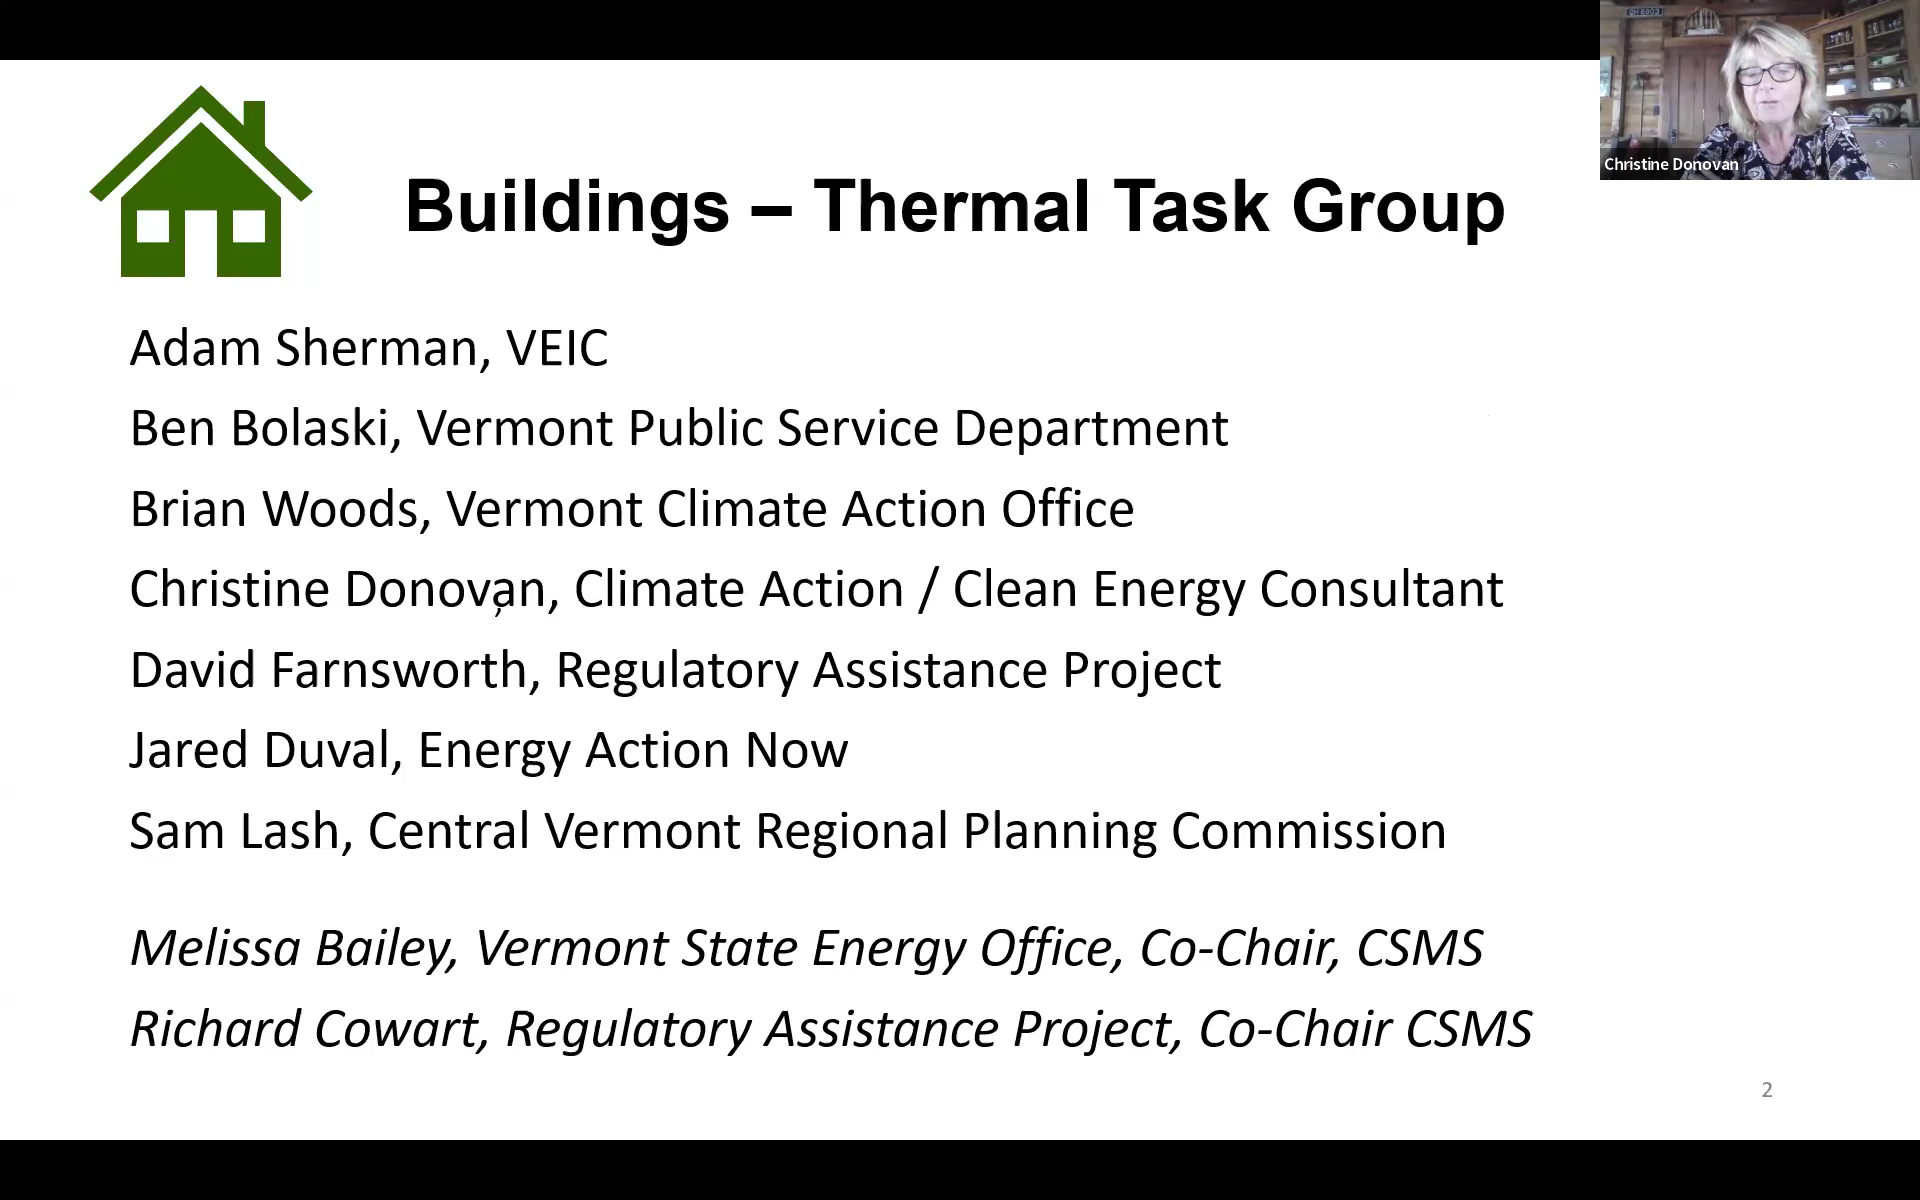 Christine Donovan
Buildings – Thermal Task Group
Adam Sherman, VEIC
Ben Bolaski, Vermont Public Service Department
Brian Woods, Vermont Climate Action Office
Christine Donovan, Climate Action / Clean Energy Consultant
David Farnsworth, Regulatory Assistance Project
Jared Duval, Energy Action Now
Sam Lash, Central Vermont Regional Planning Commission
Melissa Bailey, Vermont State Energy Office, Co-Chair, CSMS
Richard Cowart, Regulatory Assistance Project, Co-Chair CSMS
2